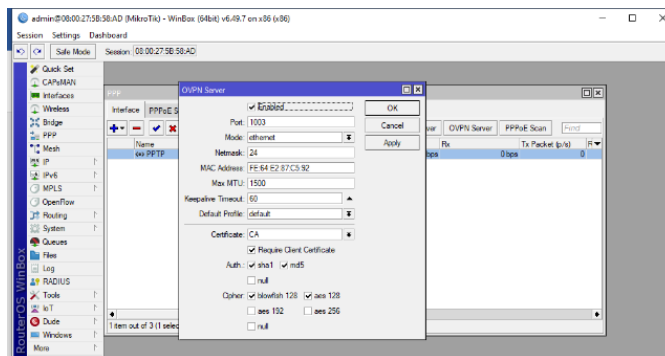 admin@08:00:27:5B:58:AD (MikroTik) - WinBox (64bit) v6.49.7 on x86 (x86)
Session Settings Dashboard
Safe Mode Session: 08:00:27:5B:58:AD
Quick Set
CAPsMAN
Interfaces
Wireless
Bridge
PPP
Mesh
IP
IPv6
MPLS
OpenFlow
Routing
System
Queues
Files
Log
RADIUS
Tools
IoT
Dude
Windows
More
RouterOS WinBox
PPP
Interface PPPoE S
Name
PPTP
1 item out of 3 (1 selec
OVPN Server
Enabled
Port: 1003
Mode: ethernet
Netmask: 24
MAC Address: FE:64:E2:87:C5:92
Max MTU: 1500
Keepalive Timeout: 60
Default Profile: default
Certificate: CA
Require Client Certificate
Auth.: sha1 md5
null
Cipher: blowfish 128 aes 128
aes 192 aes 256
null
OK
Cancel
Apply
ver OVPN Server PPPoE Scan Find
Rx Tx Packet (p/s)
bps 0 bps 0